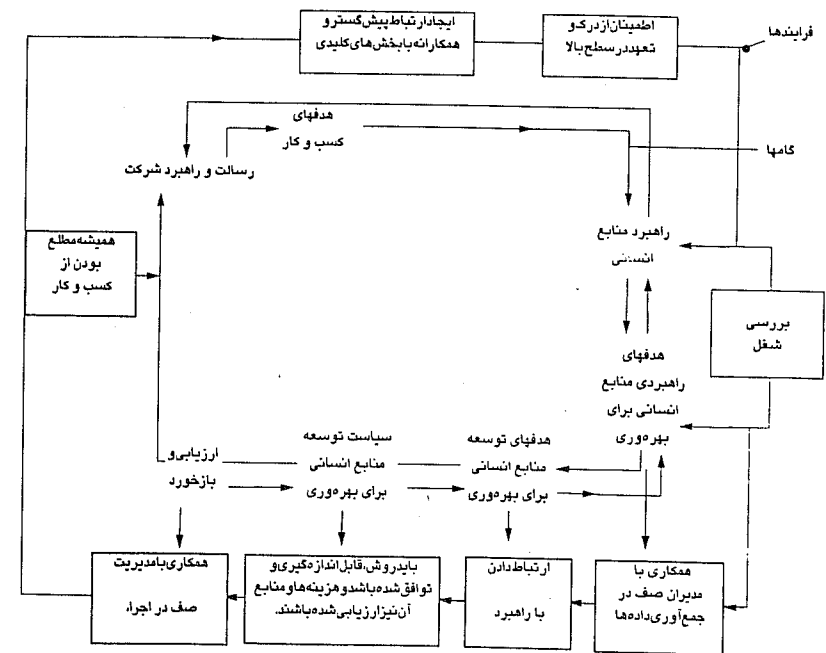 فرایندها
اطمینان از درک و
تعهد در سطح بالا
ایجاد ارتباط پیش‌گستر و
همکارانه با بخش‌های کلیدی
هدفهای
کسب و کار
گامها
رسالت و راهبرد شرکت
راهبرد منابع
انسانی
همیشه مطلع
بودن از
کسب و کار
بررسی
شغل
هدفهای
راهبردی منابع
انسانی برای
بهره‌وری
هدفهای توسعه
منابع انسانی
برای بهره‌وری
سیاست توسعه
منابع انسانی
برای بهره‌وری
ارزیابی و
بازخورد
همکاری با
مدیران صف در
جمع‌آوری داده‌ها
ارتباط دادن
با راهبرد
باید روش، قابل اندازه‌گیری و
توافق شده باشد و هزینه‌ها و منابع
آن نیز ارزیابی شده باشند.
همکاری با مدیریت
صف در اجراء